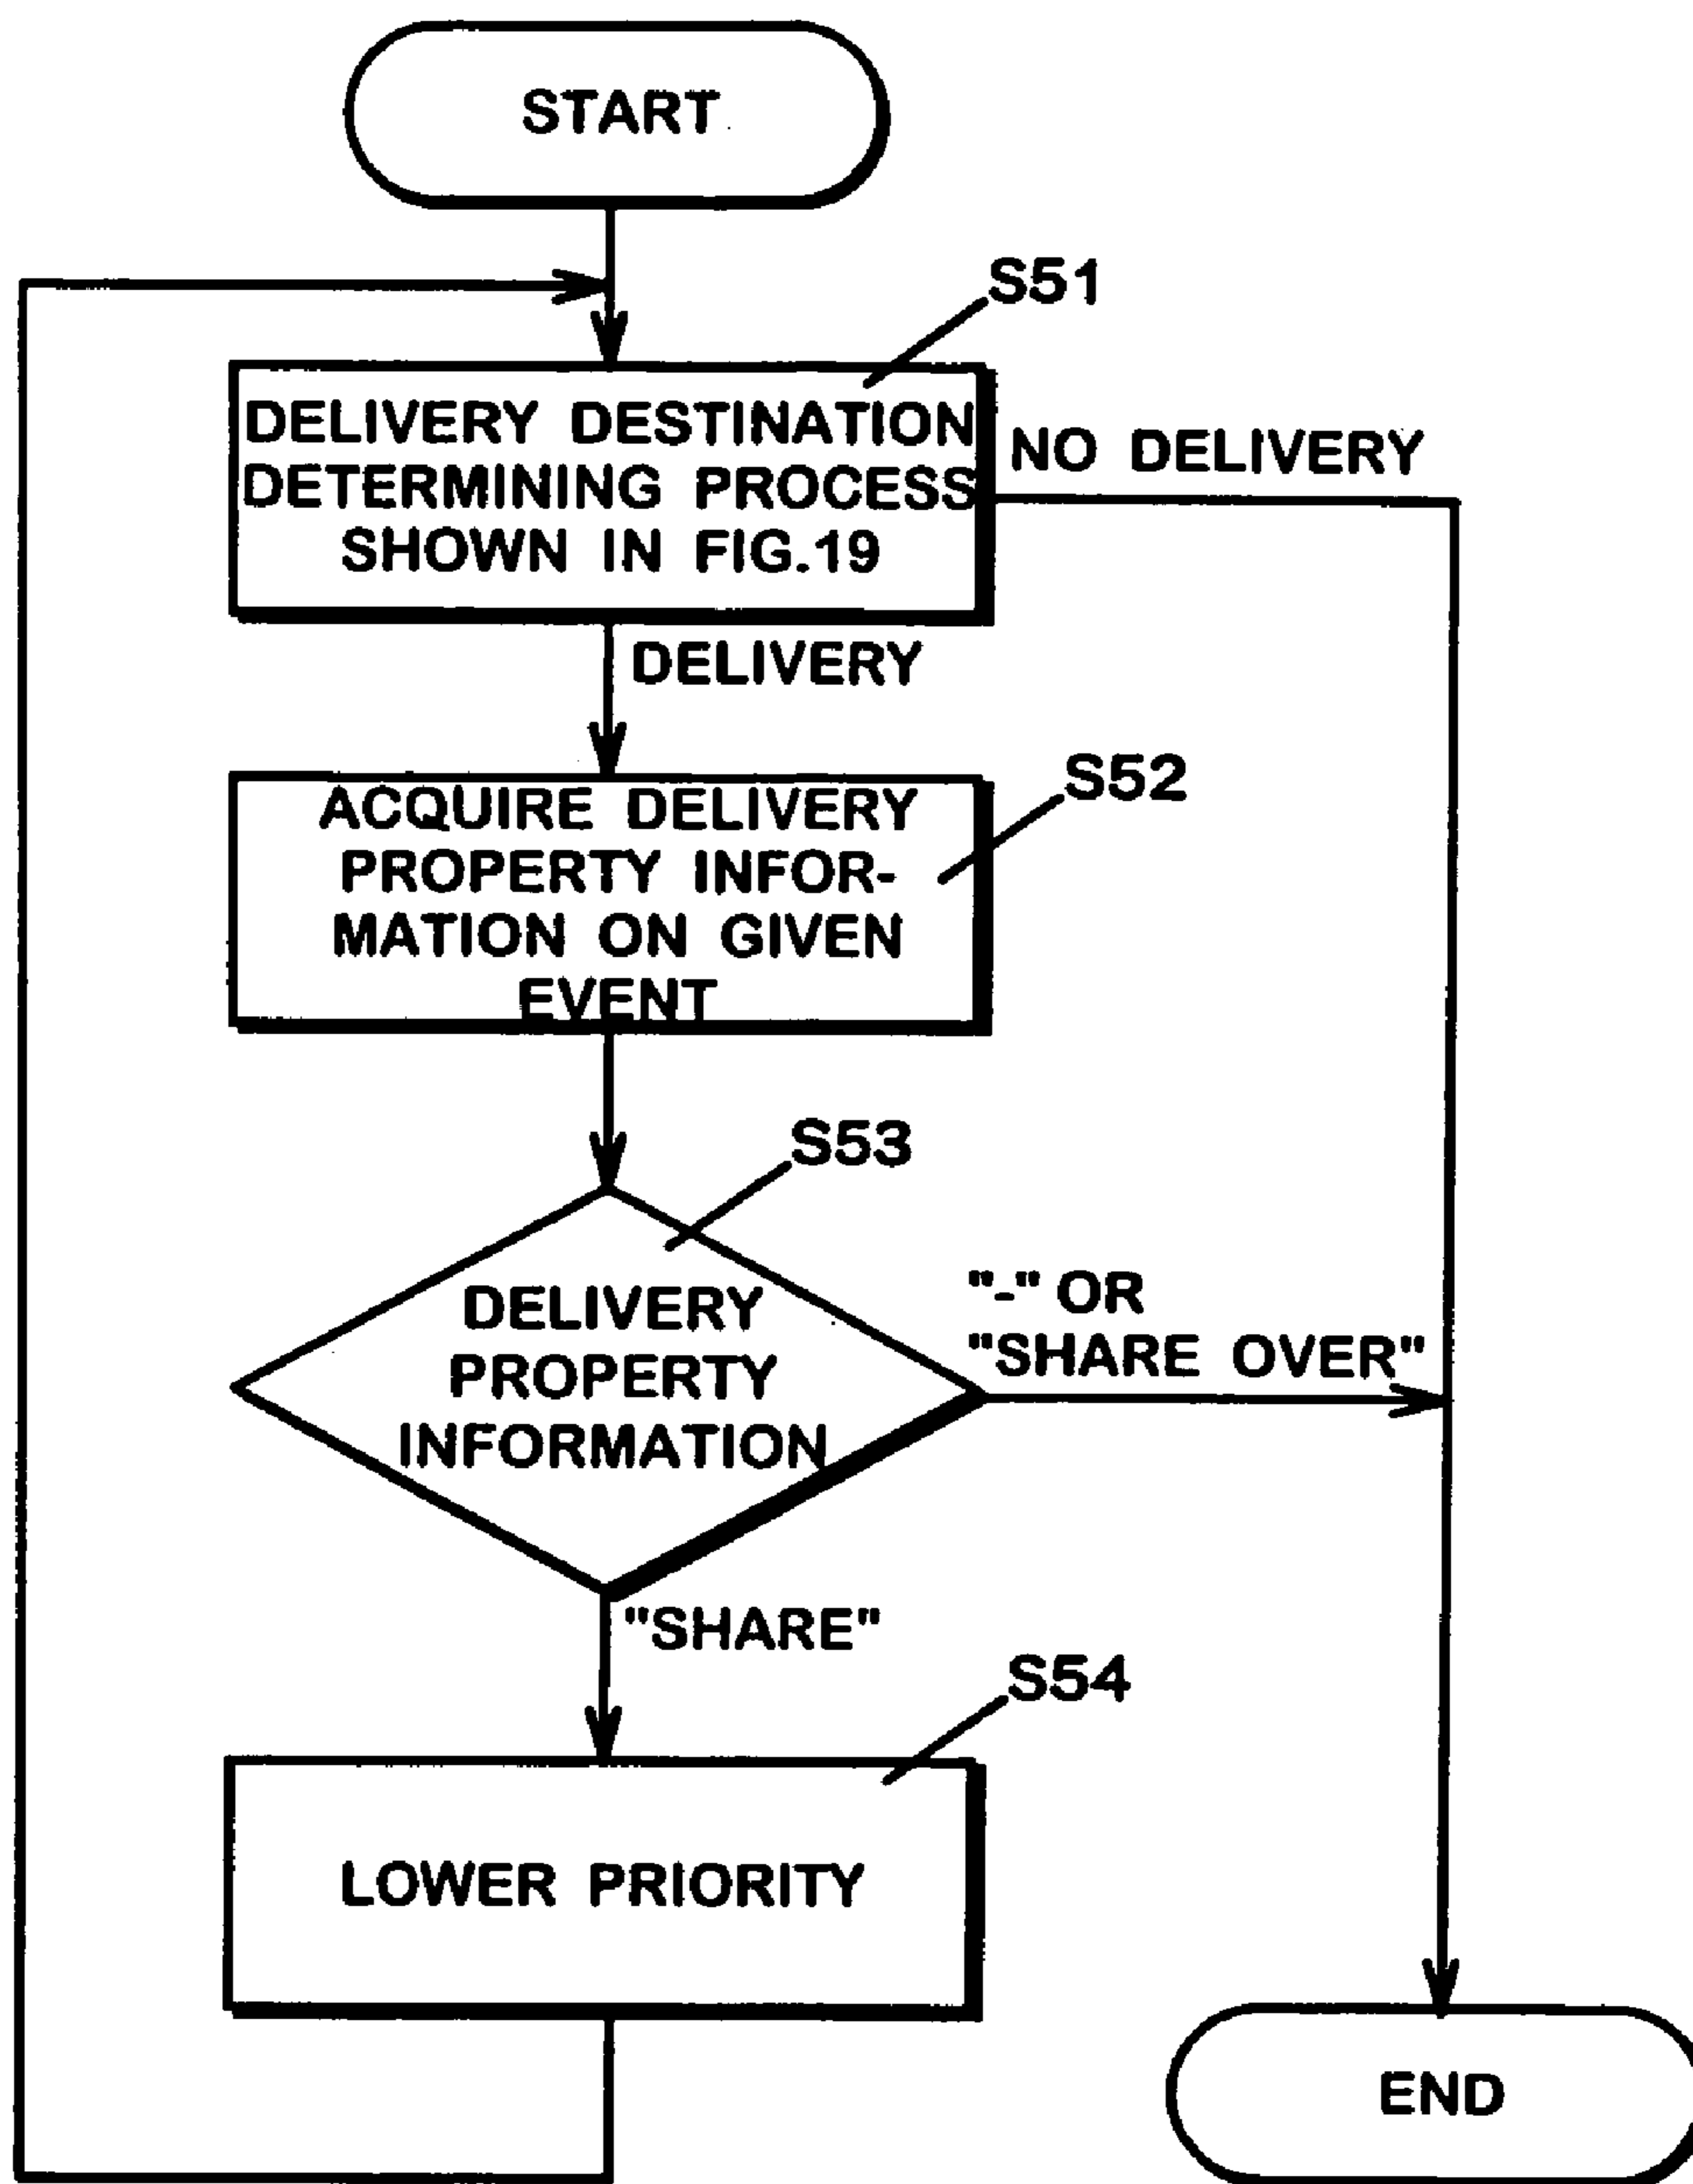 START
S51
DELIVERY DESTINATION
DETERMINING PROCESS
SHOWN IN FIG.19
NO DELIVERY
DELIVERY
S52
ACQUIRE DELIVERY
PROPERTY INFOR-
MATION ON GIVEN
EVENT
S53
DELIVERY
PROPERTY
INFORMATION
"-" OR
"SHARE OVER"
"SHARE"
S54
LOWER PRIORITY
END